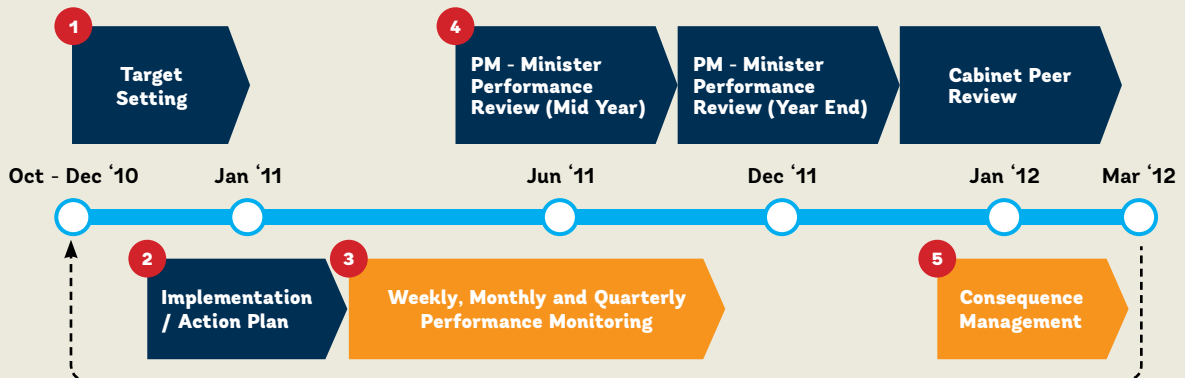 1
Target
Setting
4
PM - Minister
Performance
Review (Mid Year)
PM - Minister
Performance
Review (Year End)
Cabinet Peer
Review
Oct - Dec ‘10
Jan ‘11
Jun ‘11
Dec ‘11
Jan ‘12
Mar ‘12
2
Implementation
/ Action Plan
3
Weekly, Monthly and Quarterly
Performance Monitoring
5
Consequence
Management